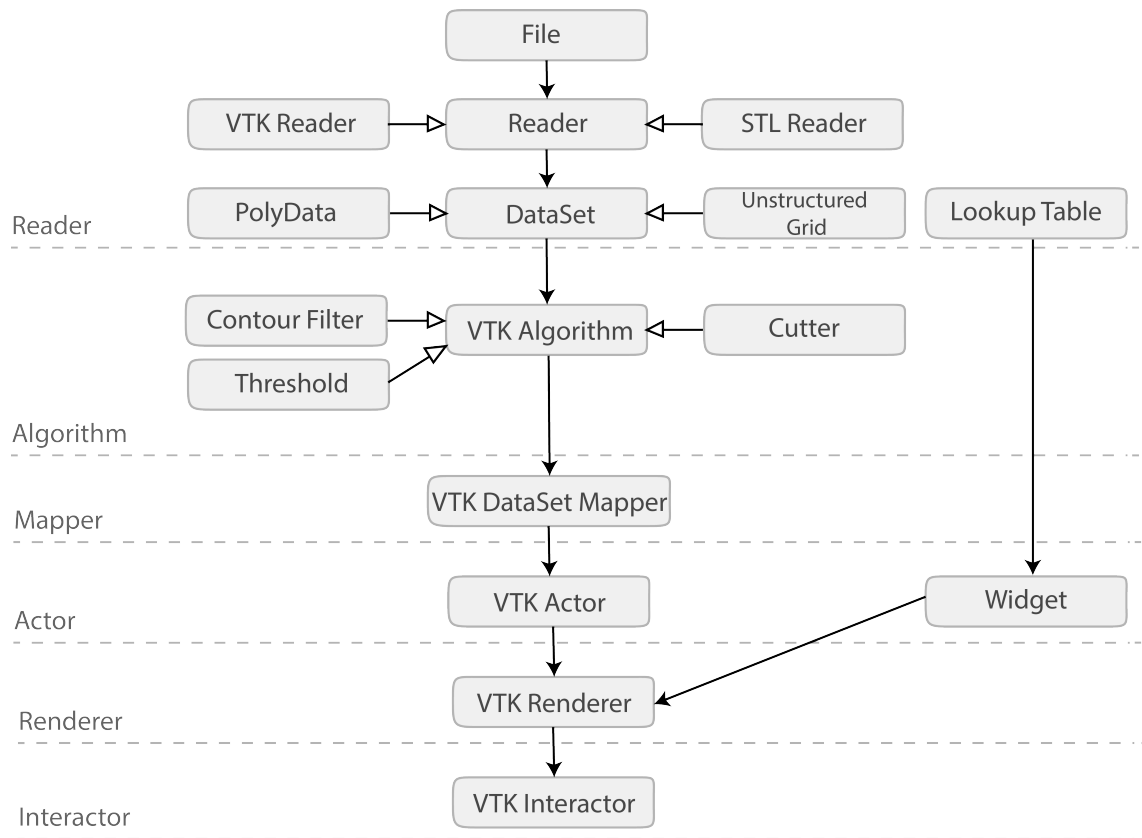 File
VTK Reader
Reader
STL Reader
PolyData
DataSet
Unstructured
Grid
Lookup Table
Reader
Contour Filter
VTK Algorithm
Cutter
Threshold
Algorithm
VTK DataSet Mapper
Mapper
VTK Actor
Widget
Actor
VTK Renderer
Renderer
VTK Interactor
Interactor